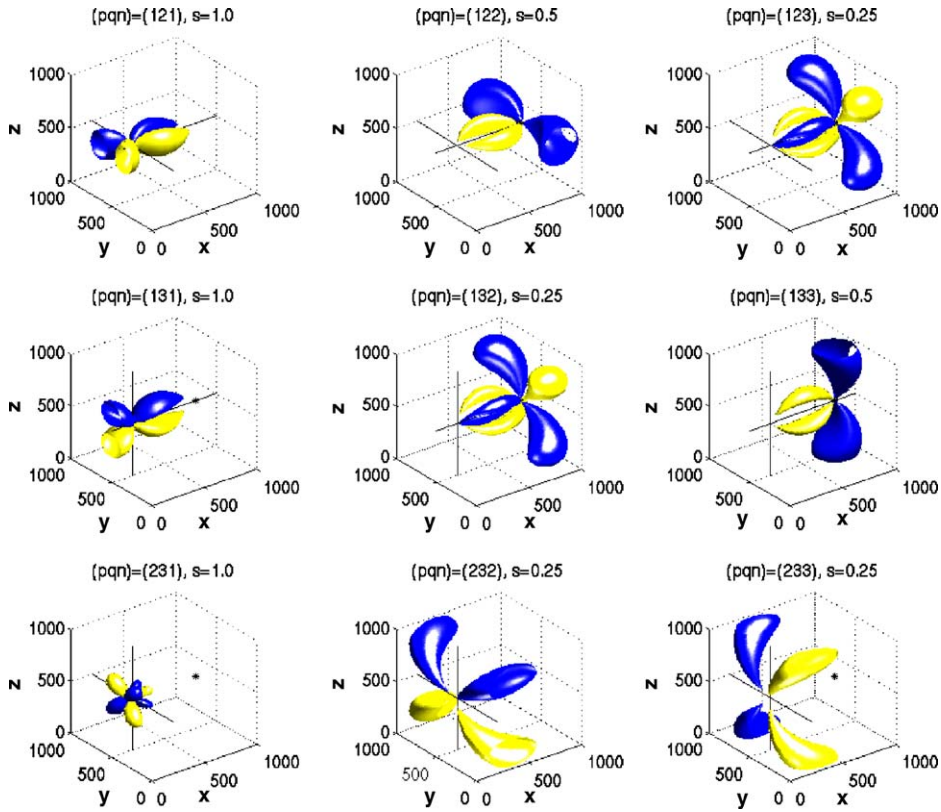 (pqn)=(121), s=1.0
(pqn)=(122), s=0.5
(pqn)=(123), s=0.25
1000
500
0
z
1000
500
0
y
0
500
1000
x
1000
500
0
z
1000
500
0
y
0
500
1000
x
1000
500
0
z
1000
500
0
y
0
500
1000
x
(pqn)=(131), s=1.0
(pqn)=(132), s=0.25
(pqn)=(133), s=0.5
1000
500
0
z
1000
500
0
y
0
500
1000
x
1000
500
0
z
1000
500
0
y
0
500
1000
x
1000
500
0
z
1000
500
0
y
0
500
1000
x
(pqn)=(231), s=1.0
(pqn)=(232), s=0.25
(pqn)=(233), s=0.25
1000
500
0
z
1000
500
0
y
0
500
1000
x
1000
500
0
z
1000
500
0
y
0
500
1000
x
1000
500
0
z
1000
500
0
y
0
500
1000
x